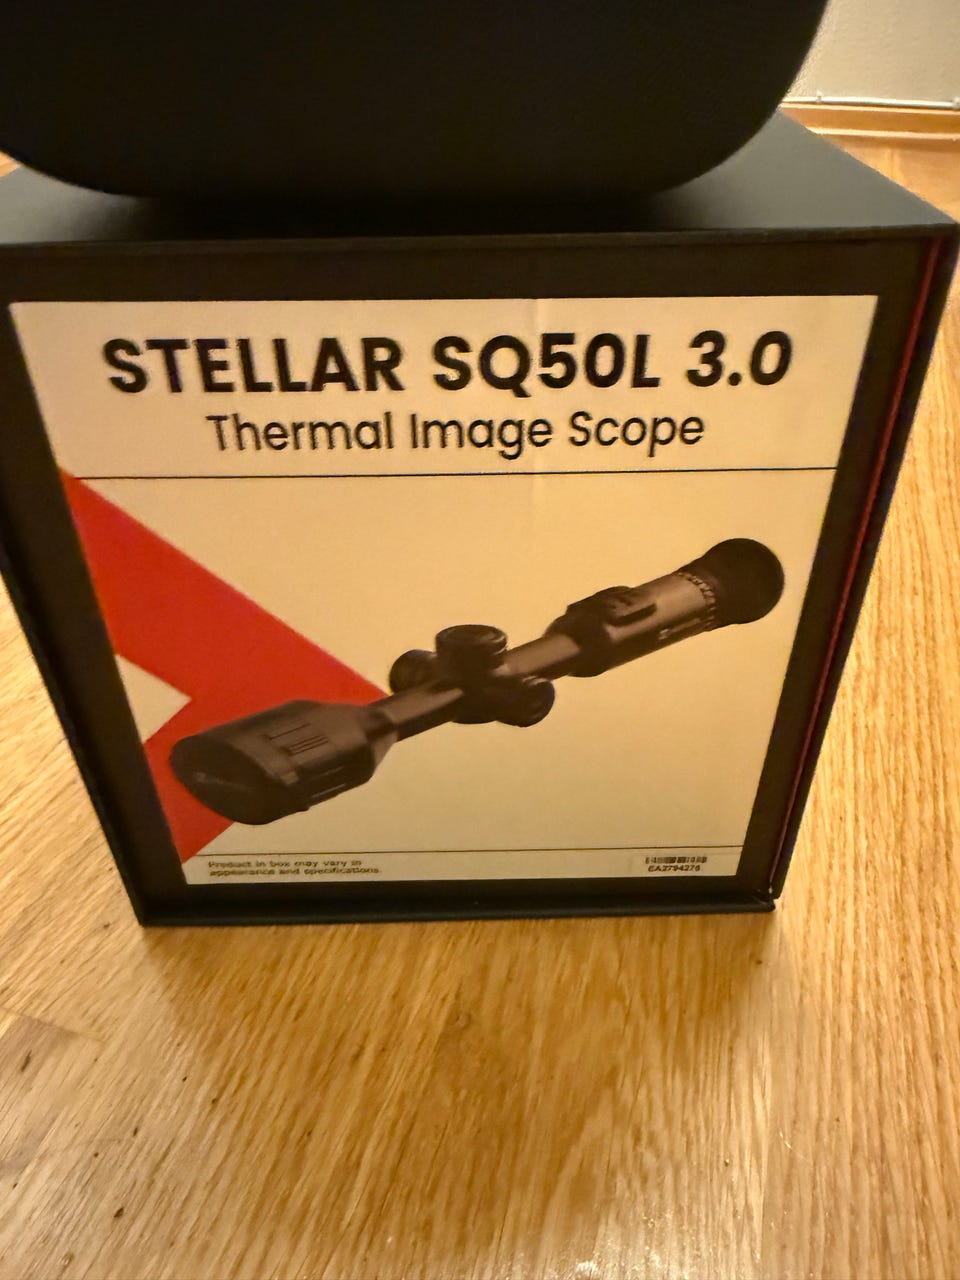 STELLAR SQ50L 3.0
Thermal Image Scope
Product in box may vary in
appearance and specifications.
EA2794276